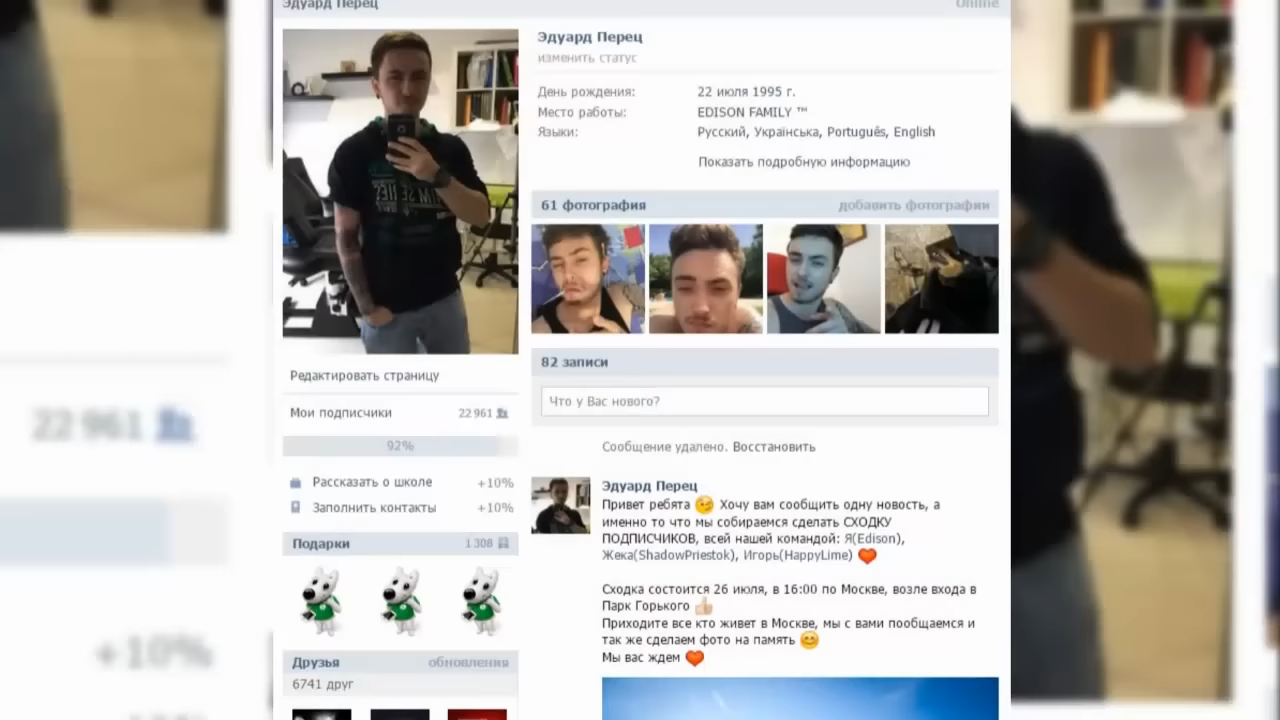 Эдуард Перец
Online
Эдуард Перец
изменить статус
День рождения: 22 июля 1995 г.
Место работы: EDISON FAMILY ™
Языки: Русский, Українська, Português, English
Показать подробную информацию
61 фотография добавить фотографии
82 записи
Что у Вас нового?
Сообщение удалено. Восстановить
Эдуард Перец
Привет ребята 😉 Хочу вам сообщить одну новость, а
именно то что мы собираемся сделать СХОДКУ
ПОДПИСЧИКОВ, всей нашей командой: Я(Edison),
Жека(ShadowPriestok), Игорь(HappyLime) ❤
Сходка состоится 26 июля, в 16:00 по Москве, возле входа в
Парк Горького 👍
Приходите все кто живет в Москве, мы с вами пообщаемся и
так же сделаем фото на память 😊
Мы вас ждем ❤
Редактировать страницу
Мои подписчики 22 961
92%
Рассказать о школе +10%
Заполнить контакты +10%
Подарки 1 308
Друзья обновления
6741 друг
22 961
+10%